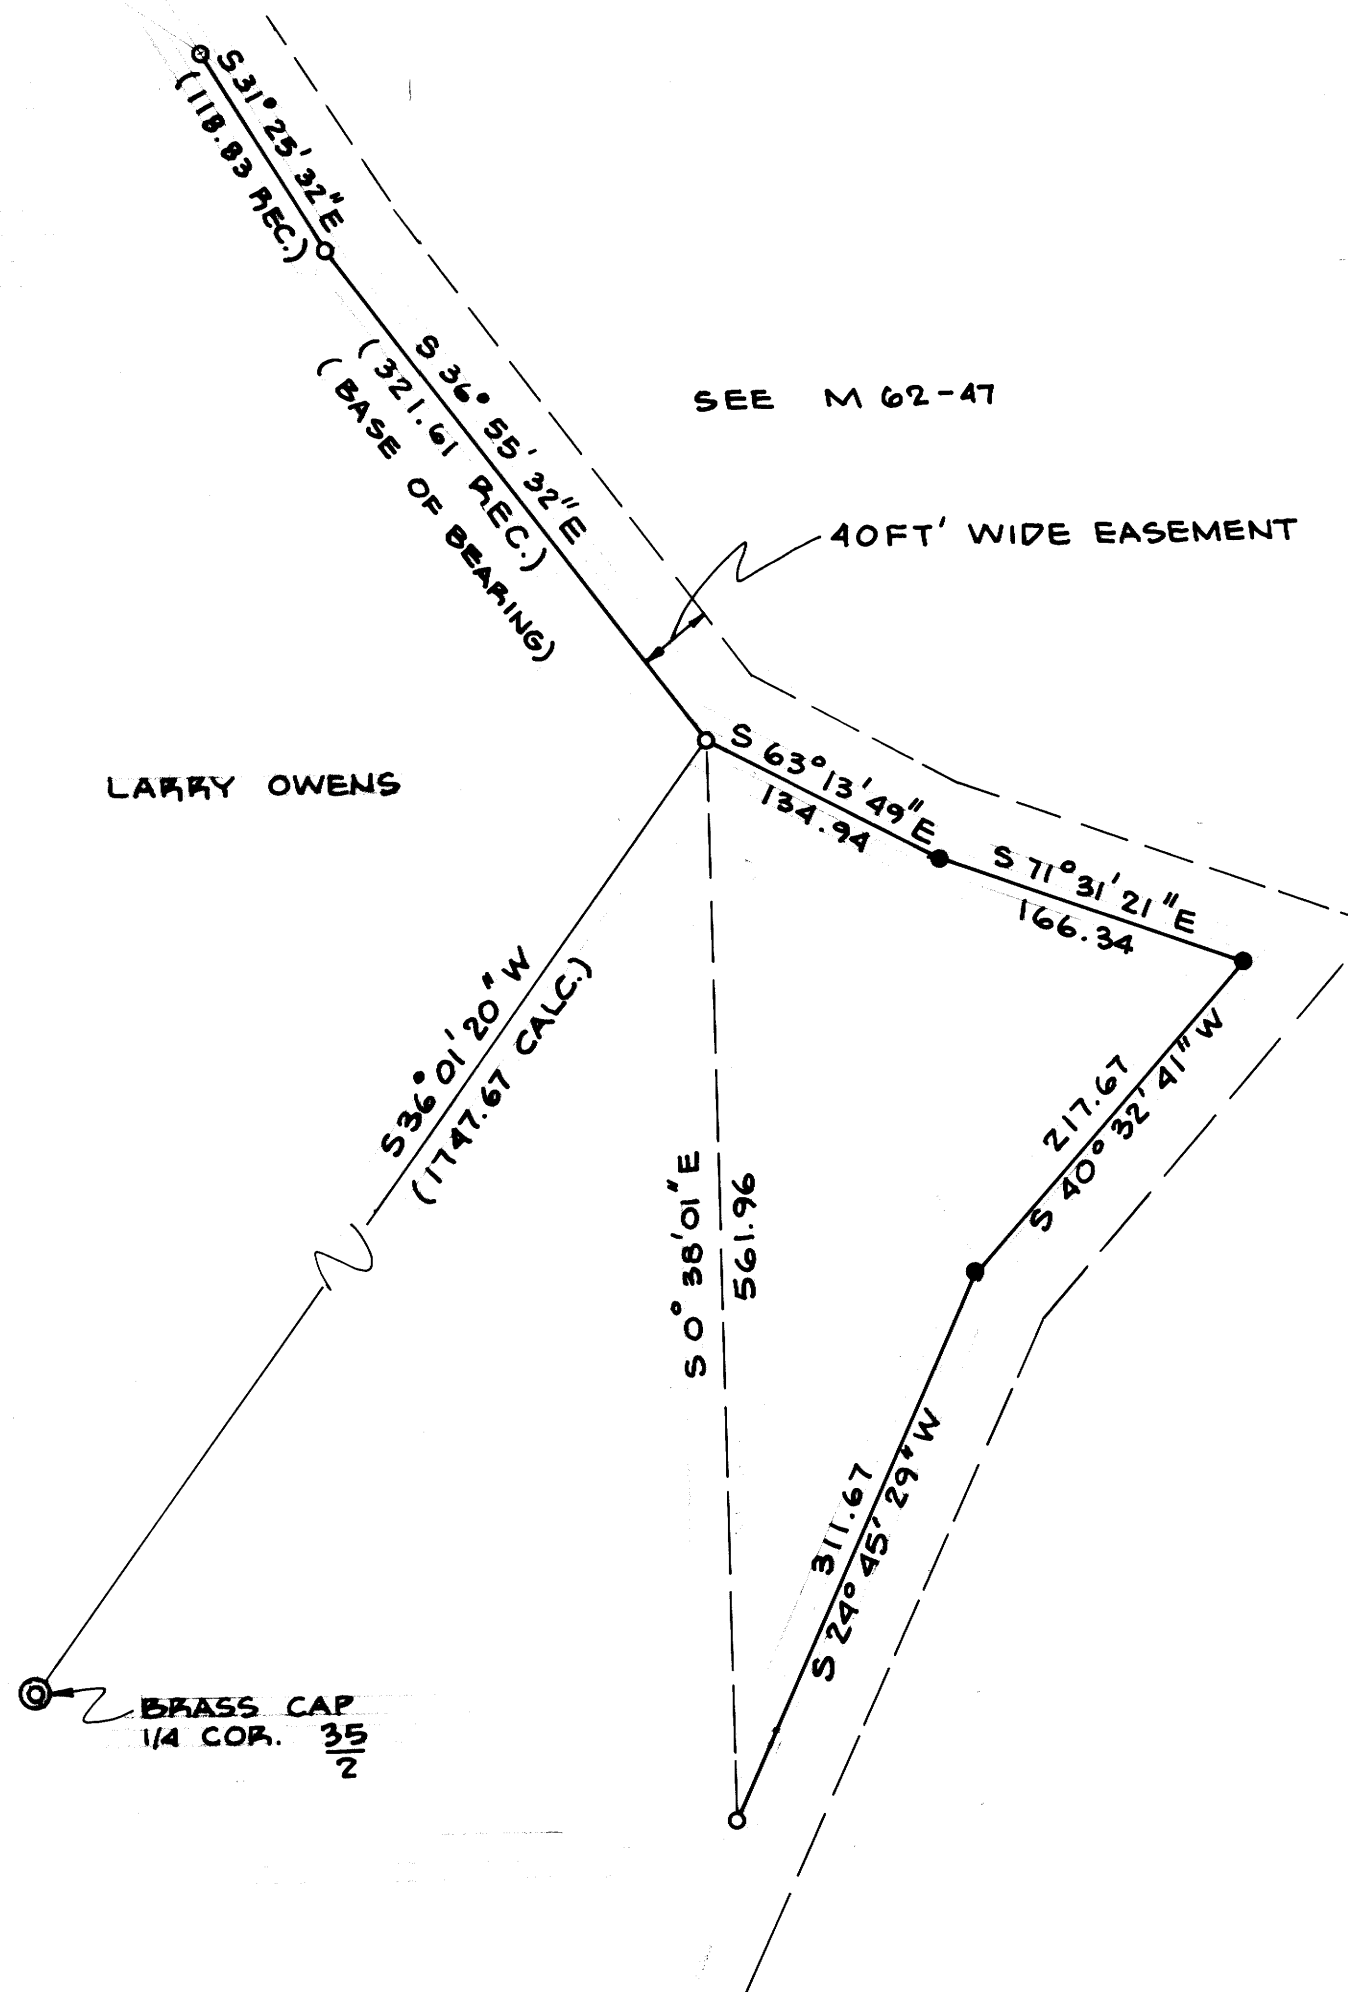 S 31° 25' 32" E
(118.83 REC.)
S 36° 55' 32" E
(321.61 REC.)
(BASE OF BEARING)
SEE M 62-47
40FT' WIDE EASEMENT
LARRY OWENS
S 63° 13' 49" E
134.94
S 71° 31' 21" E
166.34
S 36° 01' 20" W
(1747.67 CALC.)
217.67
S 40° 32' 41" W
S 0° 38' 01" E
561.96
311.67
S 24° 45' 29" W
BRASS CAP
1/4 COR. 35
2